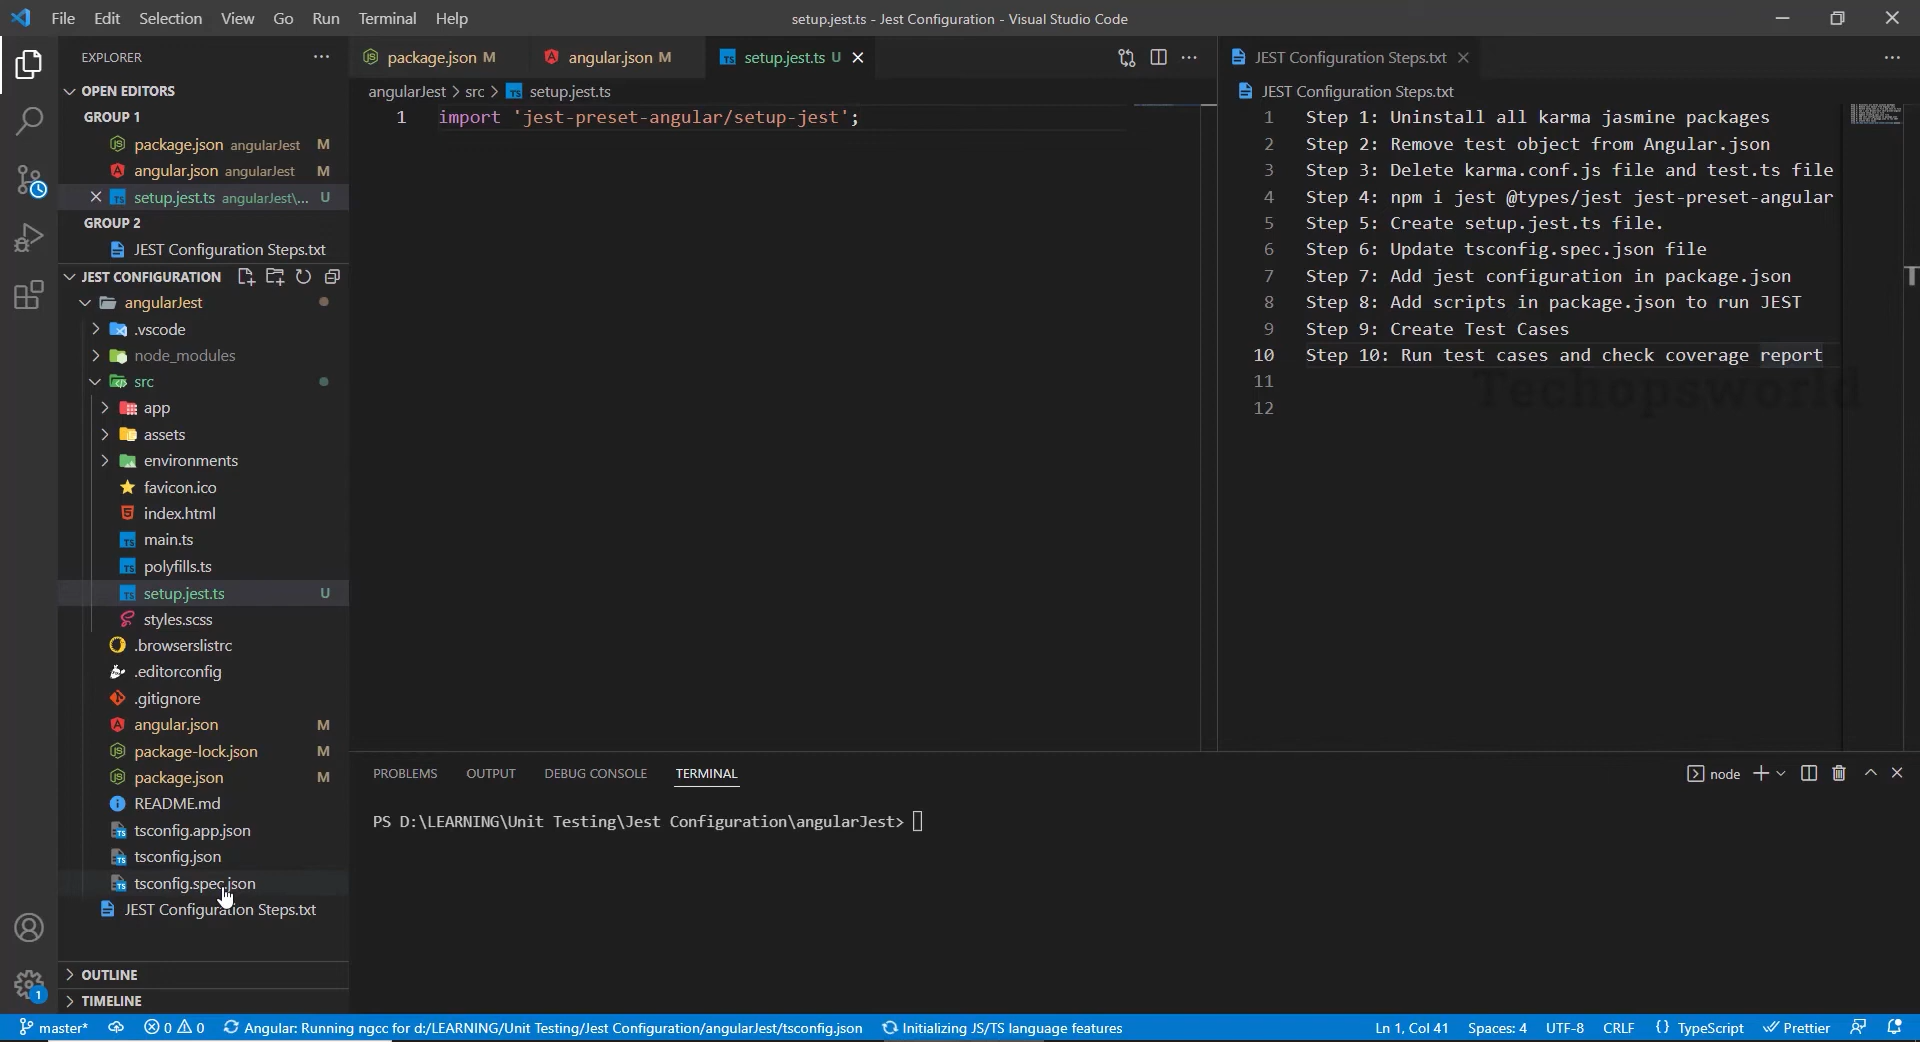 File Edit Selection View Go Run Terminal Help
setup.jest.ts - Jest Configuration - Visual Studio Code
EXPLORER
OPEN EDITORS
GROUP 1
package.json angularJest M
angular.json angularJest M
setup.jest.ts angularJest\... U
GROUP 2
JEST Configuration Steps.txt
JEST CONFIGURATION
angularJest
.vscode
node_modules
src
app
assets
environments
favicon.ico
index.html
main.ts
polyfills.ts
setup.jest.ts U
styles.scss
.browserslistrc
.editorconfig
.gitignore
angular.json M
package-lock.json M
package.json M
README.md
tsconfig.app.json
tsconfig.json
tsconfig.spec.json
JEST Configuration Steps.txt
OUTLINE
TIMELINE
package.json M angular.json M setup.jest.ts U
angularJest > src > setup.jest.ts
1 import 'jest-preset-angular/setup-jest';
JEST Configuration Steps.txt
JEST Configuration Steps.txt
1 Step 1: Uninstall all karma jasmine packages
2 Step 2: Remove test object from Angular.json
3 Step 3: Delete karma.conf.js file and test.ts file
4 Step 4: npm i jest @types/jest jest-preset-angular
5 Step 5: Create setup.jest.ts file.
6 Step 6: Update tsconfig.spec.json file
7 Step 7: Add jest configuration in package.json
8 Step 8: Add scripts in package.json to run JEST
9 Step 9: Create Test Cases
10 Step 10: Run test cases and check coverage report
11
12
Techopsworld
PROBLEMS OUTPUT DEBUG CONSOLE TERMINAL
node
PS D:\LEARNING\Unit Testing\Jest Configuration\angularJest>
1
master* 0 0 Angular: Running ngcc for d:/LEARNING/Unit Testing/Jest Configuration/angularJest/tsconfig.json Initializing JS/TS language features
Ln 1, Col 41 Spaces: 4 UTF-8 CRLF {} TypeScript Prettier